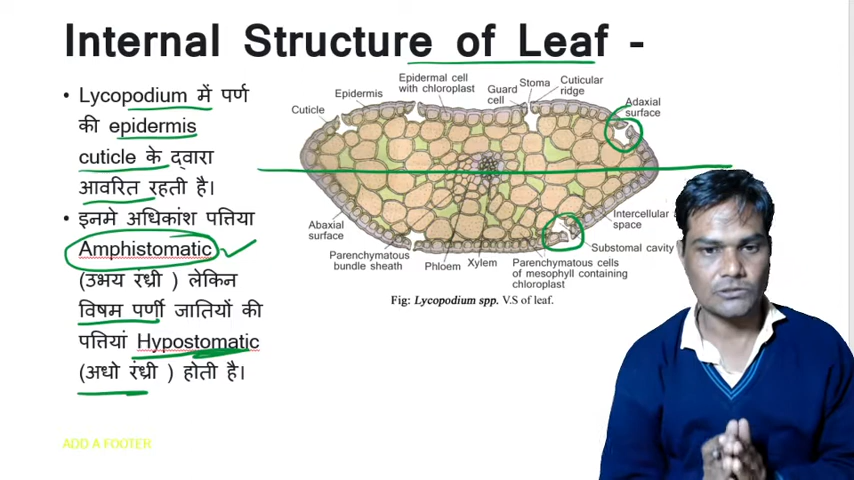 Internal Structure of Leaf -
• Lycopodium में पर्ण
की epidermis
cuticle के द्वारा
आवरित रहती है।
• इनमे अधिकांश पत्तिया
Amphistomatic
(उभय रंध्री ) लेकिन
विषम पर्णी जातियों की
पत्तियां Hypostomatic
(अधो रंध्री ) होती है।
Cuticle
Epidermis
Epidermal cell
with chloroplast
Guard
cell
Stoma
Cuticular
ridge
Adaxial
surface
Intercellular
space
Substomal cavity
Abaxial
surface
Parenchymatous
bundle sheath
Phloem
Xylem
Parenchymatous cells
of mesophyll containing
chloroplast
Fig: Lycopodium spp. V.S of leaf.
ADD A FOOTER